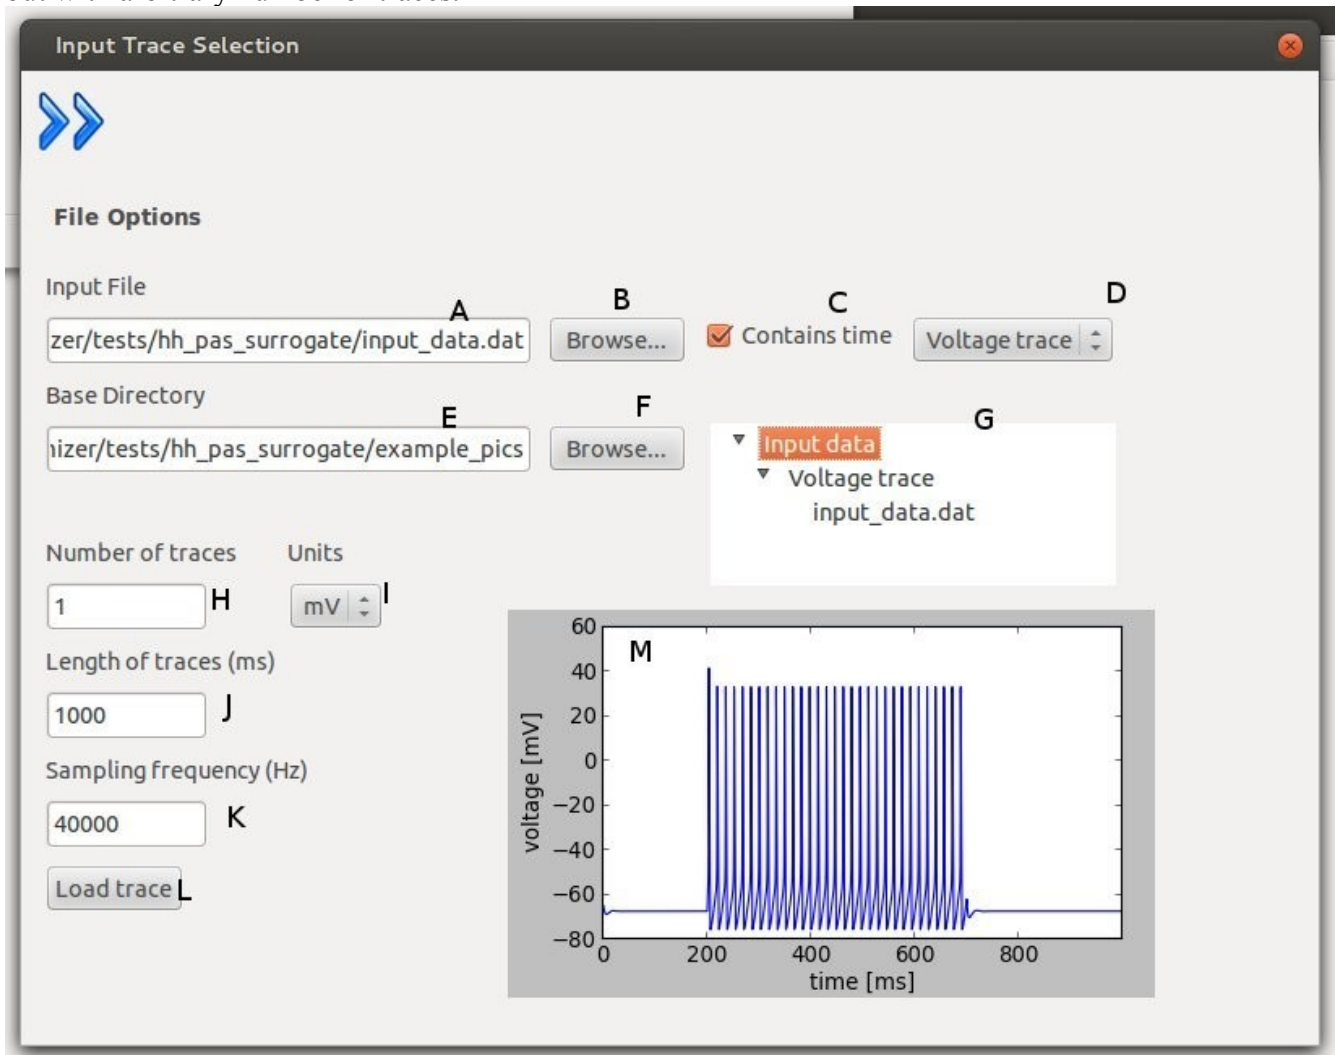 Input Trace Selection
File Options
Input File
A
B
C
D
zer/tests/hh_pas_surrogate/input_data.dat
Browse...
Contains time
Voltage trace
Base Directory
E
F
G
izer/tests/hh_pas_surrogate/example_pics
Browse...
Input data
Voltage trace
input_data.dat
Number of traces
Units
1
H
mV
I
Length of traces (ms)
1000
J
Sampling frequency (Hz)
40000
K
Load trace
L
M
60
40
20
0
−20
−40
−60
−80
voltage [mV]
0
200
400
600
800
time [ms]